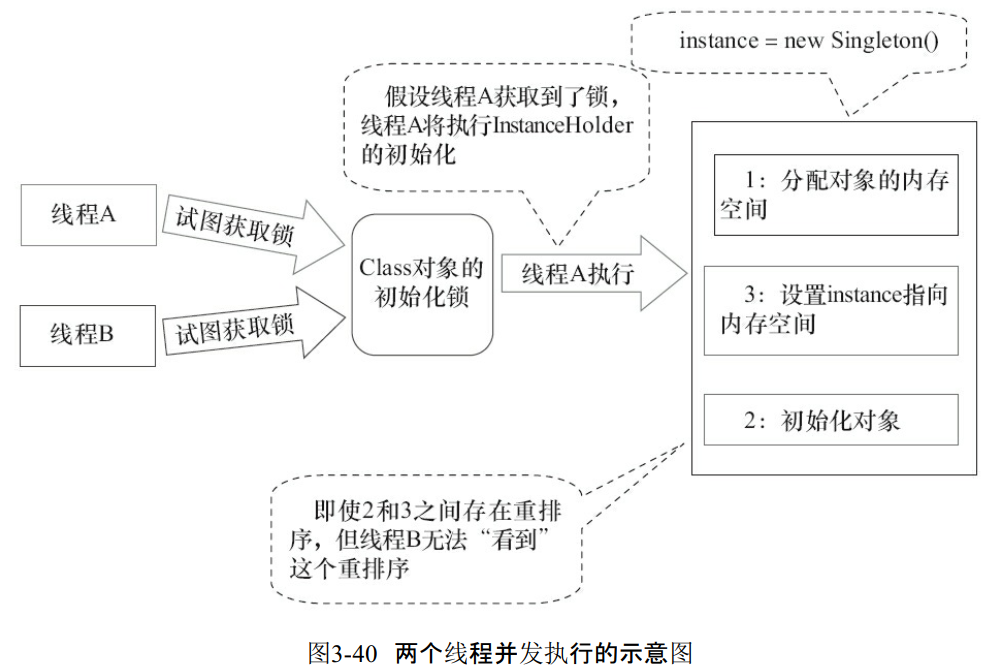 instance = new Singleton()
假设线程A获取到了锁，
线程A将执行InstanceHolder
的初始化
线程A
试图获取锁
线程B
试图获取锁
Class对象的
初始化锁
线程A执行
1：分配对象的内存
空间
3：设置instance指向
内存空间
2：初始化对象
即使2和3之间存在重排
序，但线程B无法“看到”
这个重排序
图3-40 两个线程并发执行的示意图